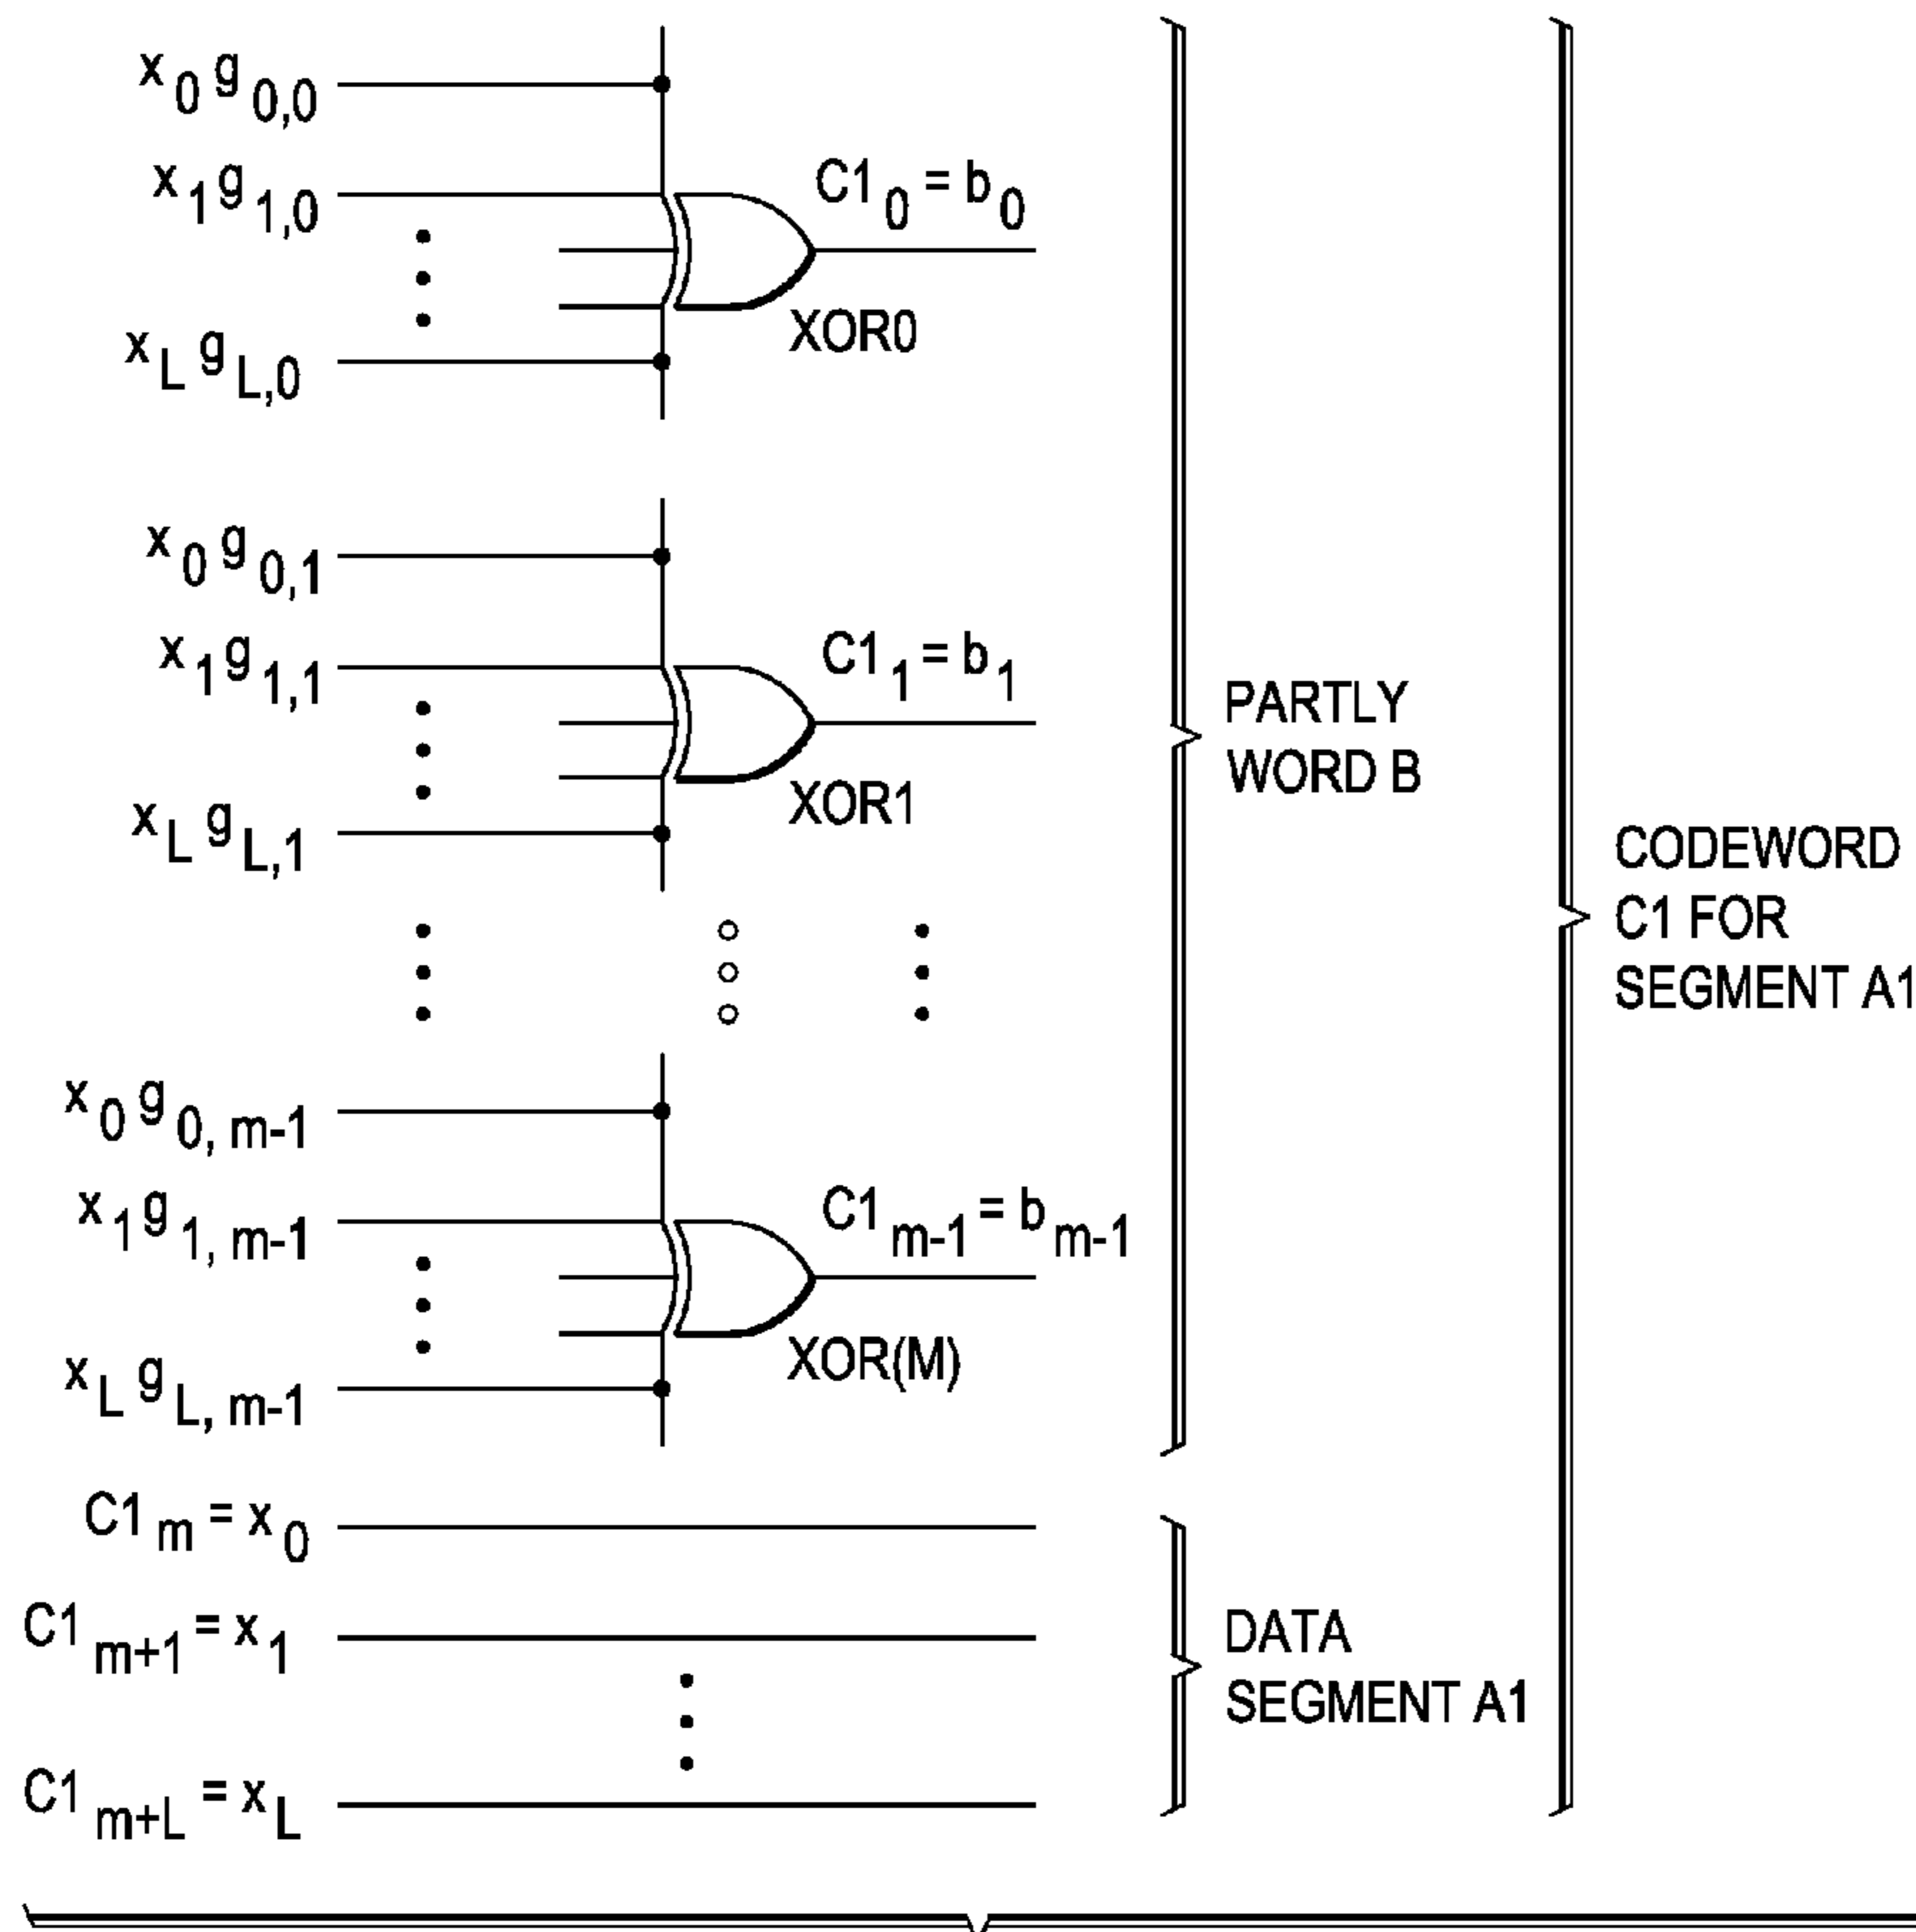 x0 g0,0
x1 g1,0
C10 = b0
XOR0
xL gL,0
x0 g0,1
x1 g1,1
C11 = b1
XOR1
xL gL,1
PARTLY
WORD B
CODEWORD
C1 FOR
SEGMENT A1
x0 g0, m-1
x1 g1, m-1
C1m-1 = bm-1
XOR(M)
xL gL, m-1
C1m = x0
C1m+1 = x1
C1m+L = xL
DATA
SEGMENT A1